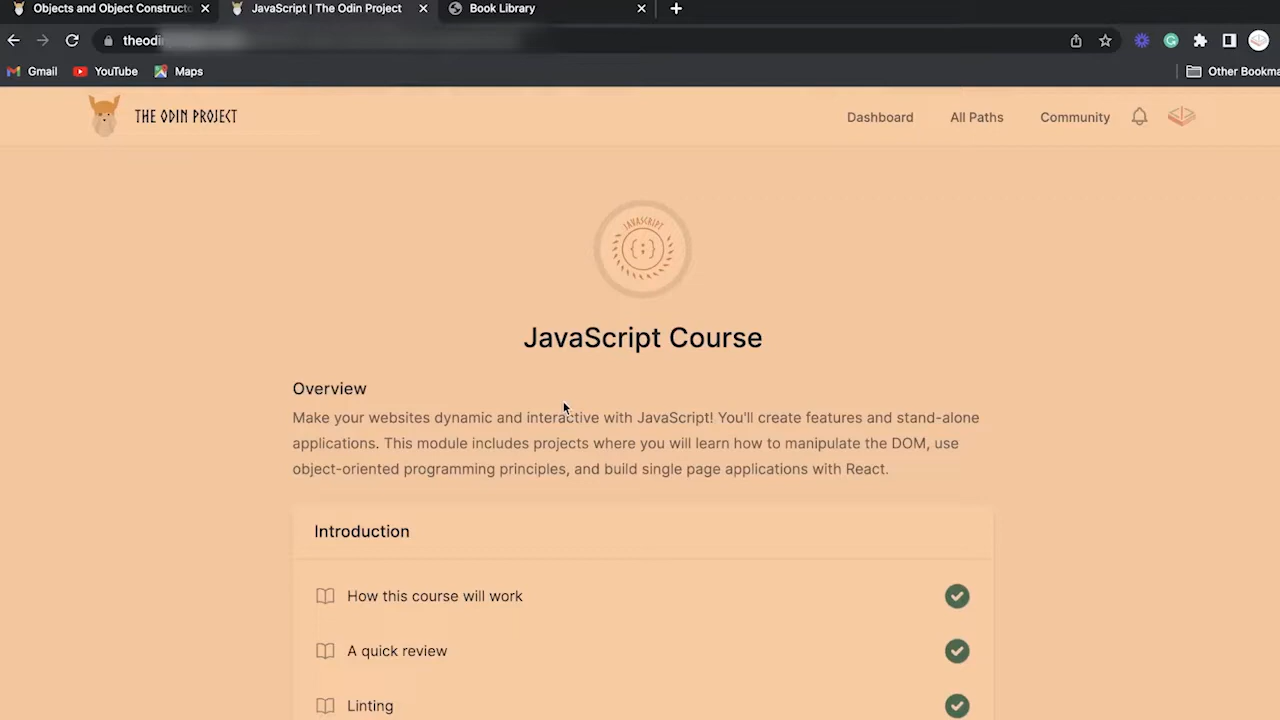 Objects and Object Constructo
JavaScript | The Odin Project
Book Library
theodi
Gmail
YouTube
Maps
Other Bookma
THE ODIN PROJECT
Dashboard
All Paths
Community
JAVASCRIPT
{;}
JavaScript Course
Overview
Make your websites dynamic and interactive with JavaScript! You'll create features and stand-alone
applications. This module includes projects where you will learn how to manipulate the DOM, use
object-oriented programming principles, and build single page applications with React.
Introduction
How this course will work
A quick review
Linting